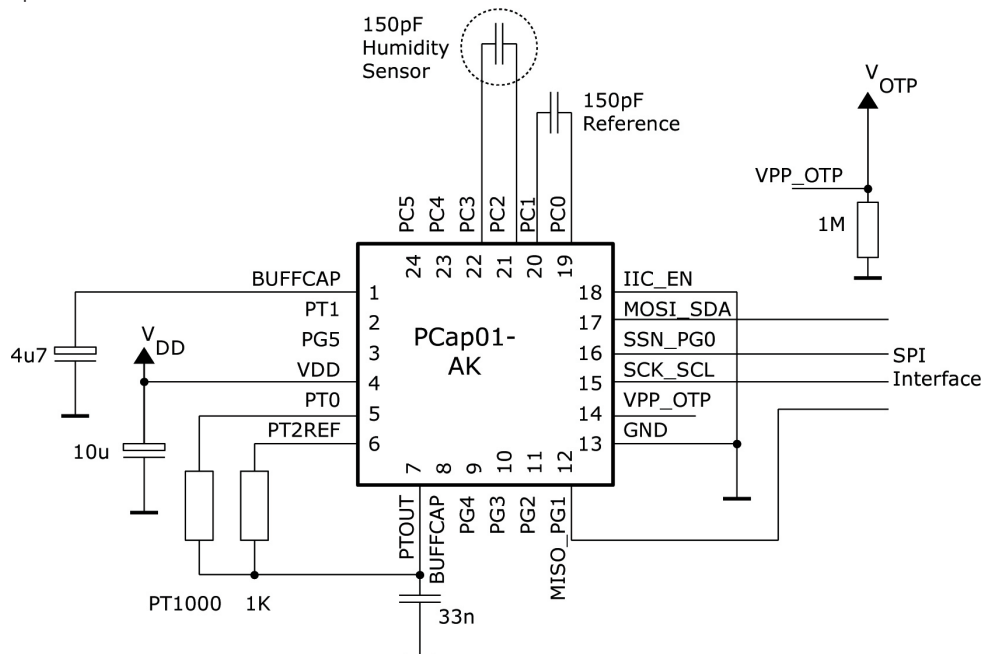 150pF
Humidity
Sensor
150pF
Reference
VOTP
VPP_OTP
1M
PC5
PC4
PC3
PC2
PC1
PC0
24
23
22
21
20
19
BUFFCAP
1
PT1
2
PG5
3
VDD
4
PT0
5
PT2REF
6
4u7
VDD
10u
PCap01-
AK
IIC_EN
18
MOSI_SDA
17
SSN_PG0
16
SCK_SCL
15
VPP_OTP
14
GND
13
SPI
Interface
7
8
9
10
11
12
PTOUT
BUFFCAP
PG4
PG3
PG2
MISO_PG1
PT1000
1K
33n